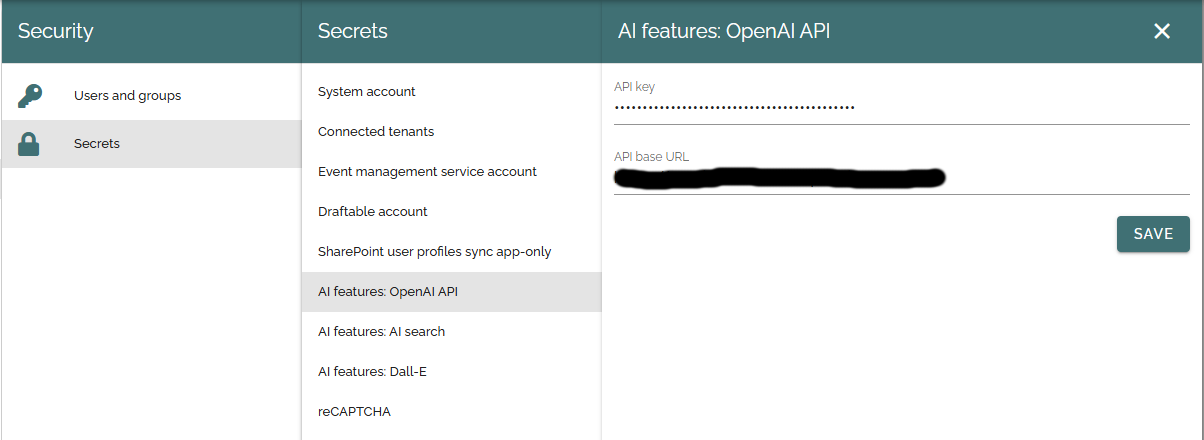 Security
Users and groups
Secrets
Secrets
System account
Connected tenants
Event management service account
Draftable account
SharePoint user profiles sync app-only
AI features: OpenAI API
AI features: AI search
AI features: Dall-E
reCAPTCHA
AI features: OpenAI API
API key
API base URL
SAVE